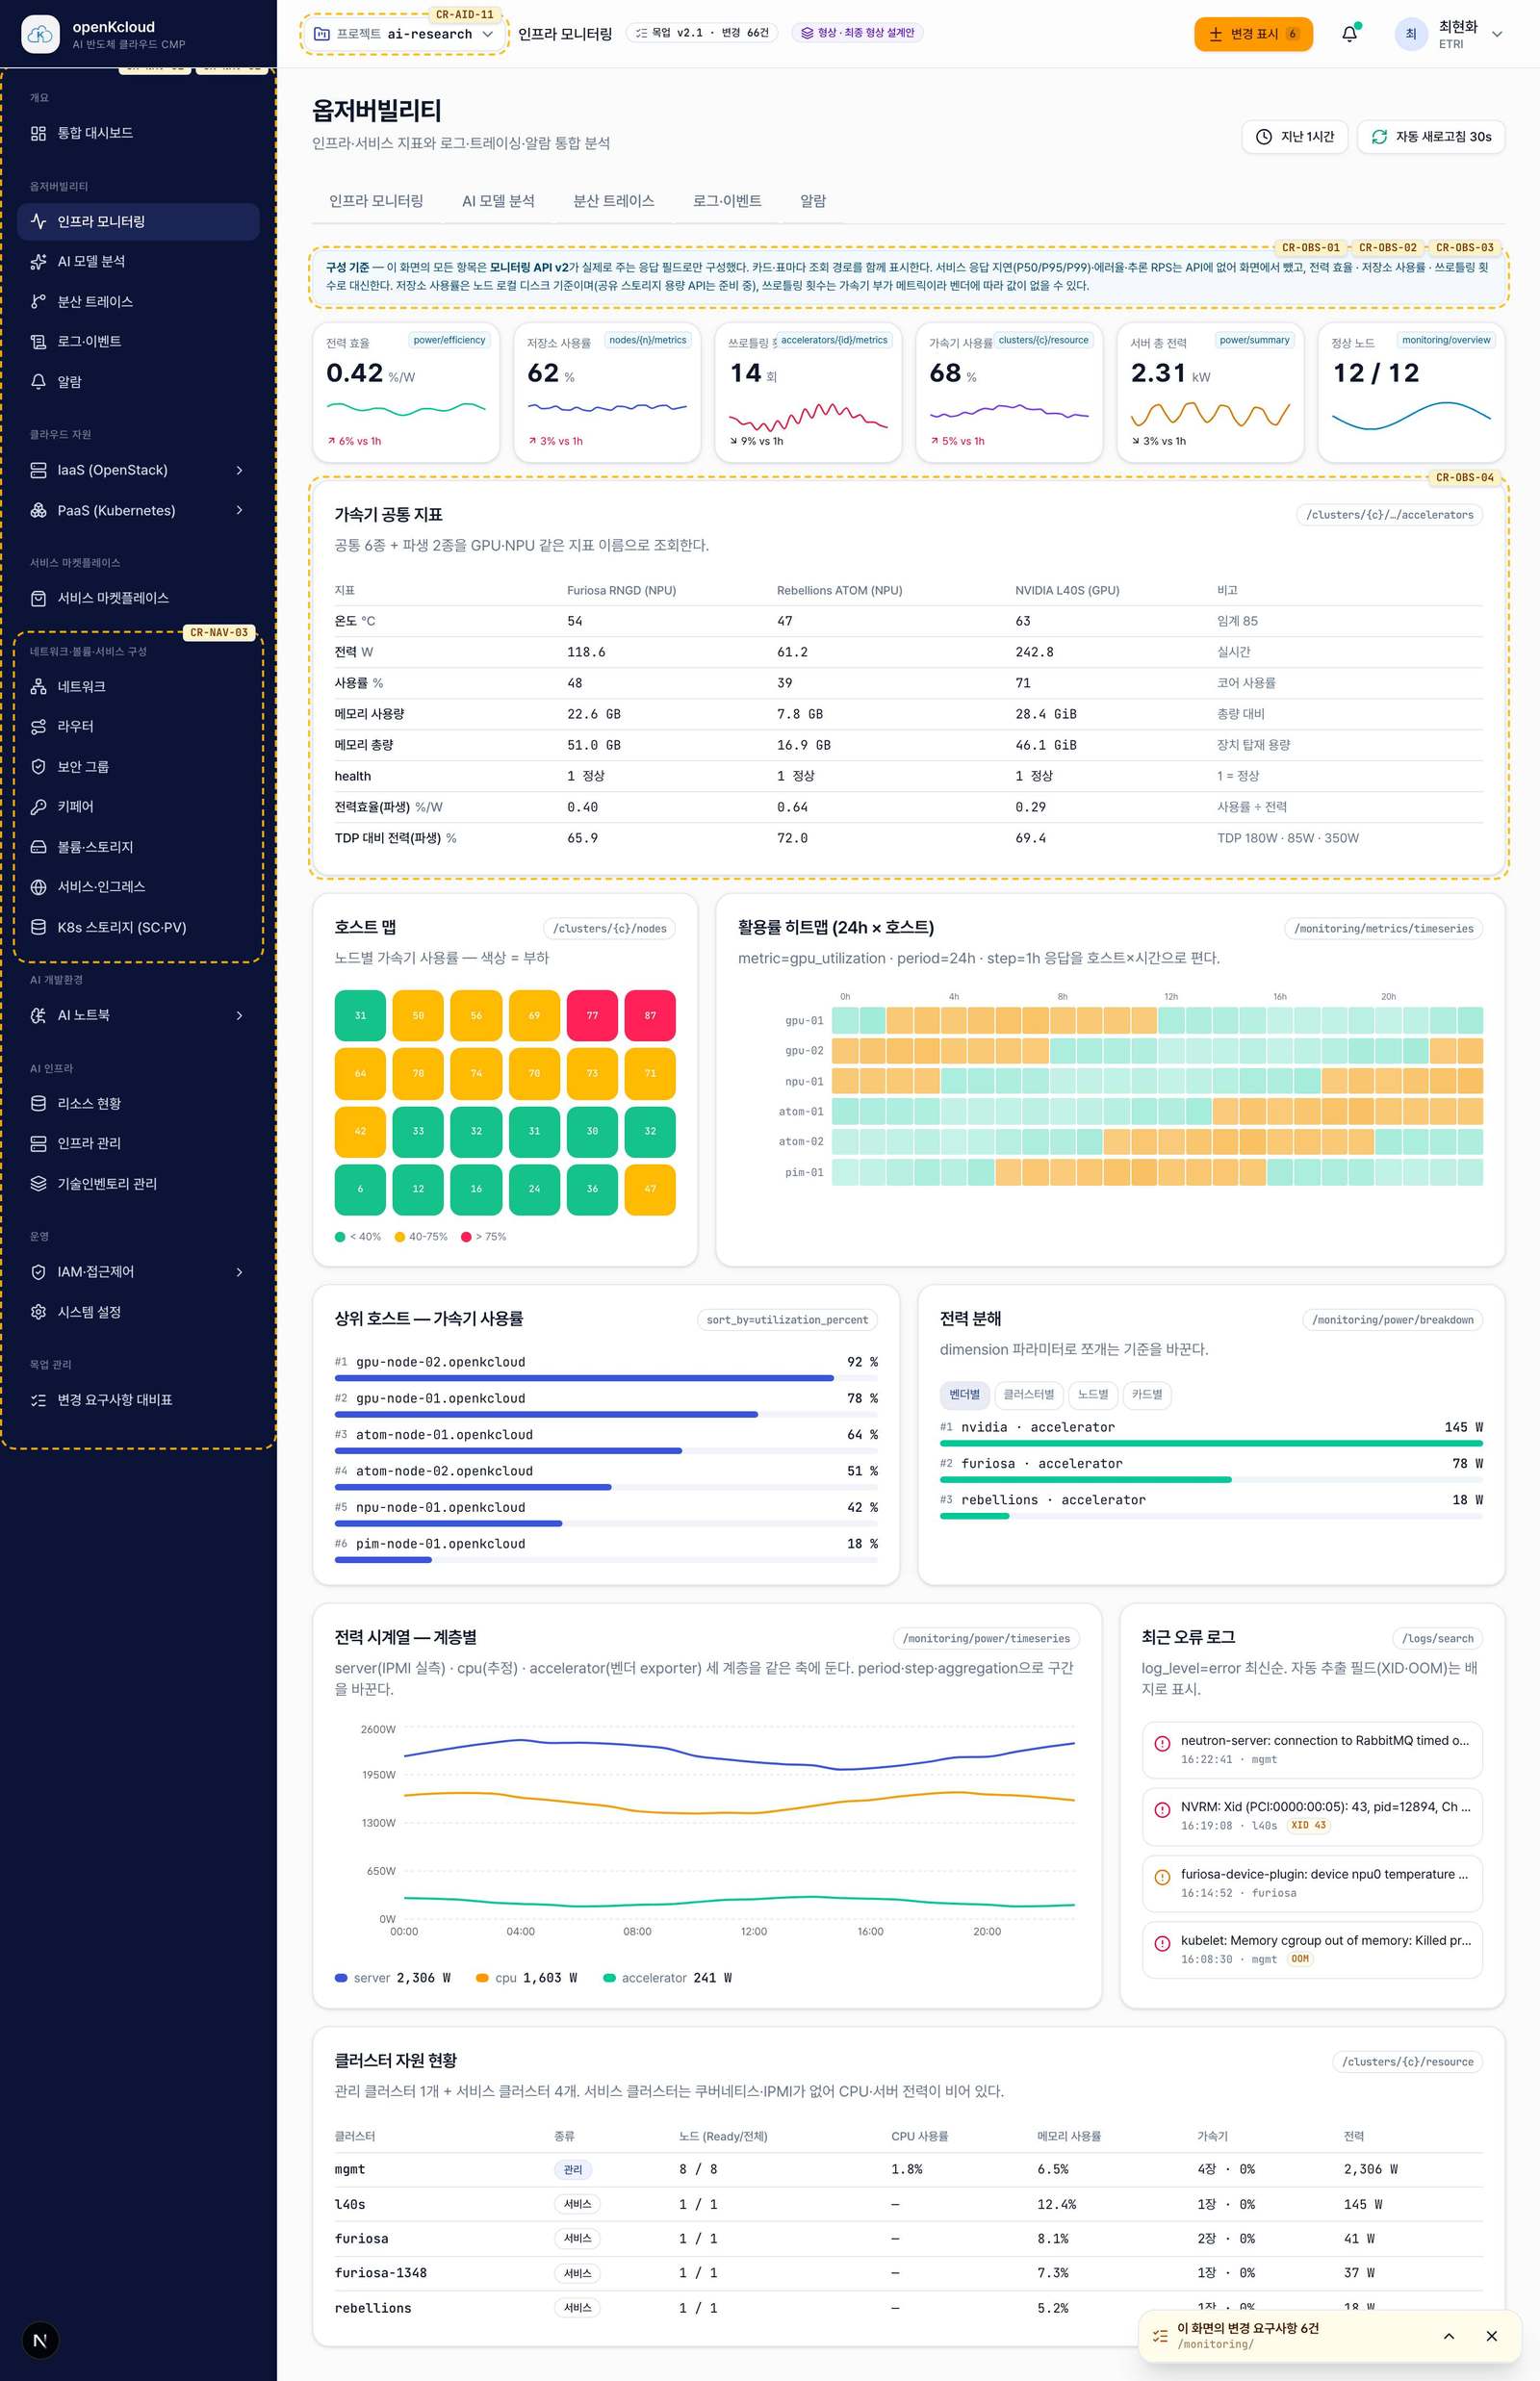 openKcloud
AI 반도체 클라우드 CMP
개요
통합 대시보드
옵저버빌리티
인프라 모니터링
AI 모델 분석
분산 트레이스
로그·이벤트
알람
클라우드 자원
IaaS (OpenStack)
PaaS (Kubernetes)
서비스 마켓플레이스
서비스 마켓플레이스
CR-NAV-03
네트워크·볼륨·서비스 구성
네트워크
라우터
보안 그룹
키페어
볼륨·스토리지
서비스·인그레스
K8s 스토리지 (SC·PV)
AI 개발환경
AI 노트북
AI 인프라
리소스 현황
인프라 관리
기술인벤토리 관리
운영
IAM·접근제어
시스템 설정
목업 관리
변경 요구사항 대비표
N
CR-AID-11
프로젝트 ai-research
인프라 모니터링
목업 v2.1 · 변경 66건
형상 · 최종 형상 설계안
변경 표시 6
최
최현화
ETRI
옵저버빌리티
인프라·서비스 지표와 로그·트레이싱·알람 통합 분석
지난 1시간
자동 새로고침 30s
인프라 모니터링
AI 모델 분석
분산 트레이스
로그·이벤트
알람
CR-OBS-01 CR-OBS-02 CR-OBS-03
구성 기준 — 이 화면의 모든 항목은 모니터링 API v2가 실제로 주는 응답 필드로만 구성했다. 카드·표마다 조회 경로를 함께 표시한다. 서비스 응답 지연(P50/P95/P99)·에러율·추론 RPS는 API에 없어 화면에서 뺐고, 전력 효율 · 저장소 사용률 · 쓰로틀링 횟
수로 대신한다. 저장소 사용률은 노드 로컬 디스크 기준이며(공유 스토리지 용량 API는 준비 중), 쓰로틀링 횟수는 가속기 부가 메트릭이라 벤더에 따라 값이 없을 수 있다.
전력 효율 power/efficiency
0.42 %/W
↗ 6% vs 1h
저장소 사용률 nodes/{n}/metrics
62 %
↗ 3% vs 1h
쓰로틀링 accelerators/{id}/metrics
14 회
↘ 9% vs 1h
가속기 사용률 clusters/{c}/resource
68 %
↗ 5% vs 1h
서버 총 전력 power/summary
2.31 kW
↘ 3% vs 1h
정상 노드 monitoring/overview
12 / 12
CR-OBS-04
가속기 공통 지표 /clusters/{c}/…/accelerators
공통 6종 + 파생 2종을 GPU·NPU 같은 지표 이름으로 조회한다.
지표 Furiosa RNGD (NPU) Rebellions ATOM (NPU) NVIDIA L40S (GPU) 비고
온도 °C 54 47 63 임계 85
전력 W 118.6 61.2 242.8 실시간
사용률 % 48 39 71 코어 사용률
메모리 사용량 22.6 GB 7.8 GB 28.4 GiB 총량 대비
메모리 총량 51.0 GB 16.9 GB 46.1 GiB 장치 탑재 용량
health 1 정상 1 정상 1 정상 1 = 정상
전력효율(파생) %/W 0.40 0.64 0.29 사용률 ÷ 전력
TDP 대비 전력(파생) % 65.9 72.0 69.4 TDP 180W · 85W · 350W
호스트 맵 /clusters/{c}/nodes
노드별 가속기 사용률 — 색상 = 부하
31 50 56 69 77 87
64 70 74 70 73 71
42 33 32 31 30 32
6 12 16 24 36 47
< 40% 40-75% > 75%
활용률 히트맵 (24h × 호스트) /monitoring/metrics/timeseries
metric=gpu_utilization · period=24h · step=1h 응답을 호스트×시간으로 편다.
0h 4h 8h 12h 16h 20h
gpu-01
gpu-02
npu-01
atom-01
atom-02
pim-01
상위 호스트 — 가속기 사용률 sort_by=utilization_percent
#1 gpu-node-02.openkcloud 92 %
#2 gpu-node-01.openkcloud 78 %
#3 atom-node-01.openkcloud 64 %
#4 atom-node-02.openkcloud 51 %
#5 npu-node-01.openkcloud 42 %
#6 pim-node-01.openkcloud 18 %
전력 분해 /monitoring/power/breakdown
dimension 파라미터로 쪼개는 기준을 바꾼다.
벤더별 클러스터별 노드별 카드별
#1 nvidia · accelerator 145 W
#2 furiosa · accelerator 78 W
#3 rebellions · accelerator 18 W
전력 시계열 — 계층별 /monitoring/power/timeseries
server(IPMI 실측) · cpu(추정) · accelerator(벤더 exporter) 세 계층을 같은 축에 둔다. period·step·aggregation으로 구간
을 바꾼다.
2600W
1950W
1300W
650W
0W
00:00 04:00 08:00 12:00 16:00 20:00
server 2,306 W cpu 1,603 W accelerator 241 W
최근 오류 로그 /logs/search
log_level=error 최신순. 자동 추출 필드(XID·OOM)는 배
지로 표시.
neutron-server: connection to RabbitMQ timed o...
16:22:41 · mgmt
NVRM: Xid (PCI:0000:00:05): 43, pid=12894, Ch ...
16:19:08 · l40s XID 43
furiosa-device-plugin: device npu0 temperature ...
16:14:52 · furiosa
kubelet: Memory cgroup out of memory: Killed pr...
16:08:30 · mgmt OOM
클러스터 자원 현황 /clusters/{c}/resource
관리 클러스터 1개 + 서비스 클러스터 4개. 서비스 클러스터는 쿠버네티스·IPMI가 없어 CPU·서버 전력이 비어 있다.
클러스터 종류 노드 (Ready/전체) CPU 사용률 메모리 사용률 가속기 전력
mgmt 관리 8 / 8 1.8% 6.5% 4장 · 0% 2,306 W
l40s 서비스 1 / 1 — 12.4% 1장 · 0% 145 W
furiosa 서비스 1 / 1 — 8.1% 2장 · 0% 41 W
furiosa-1348 서비스 1 / 1 — 7.3% 1장 · 0% 37 W
rebellions 서비스 1 / 1 — 5.2% 1장 · 0% 18 W
이 화면의 변경 요구사항 6건
/monitoring/